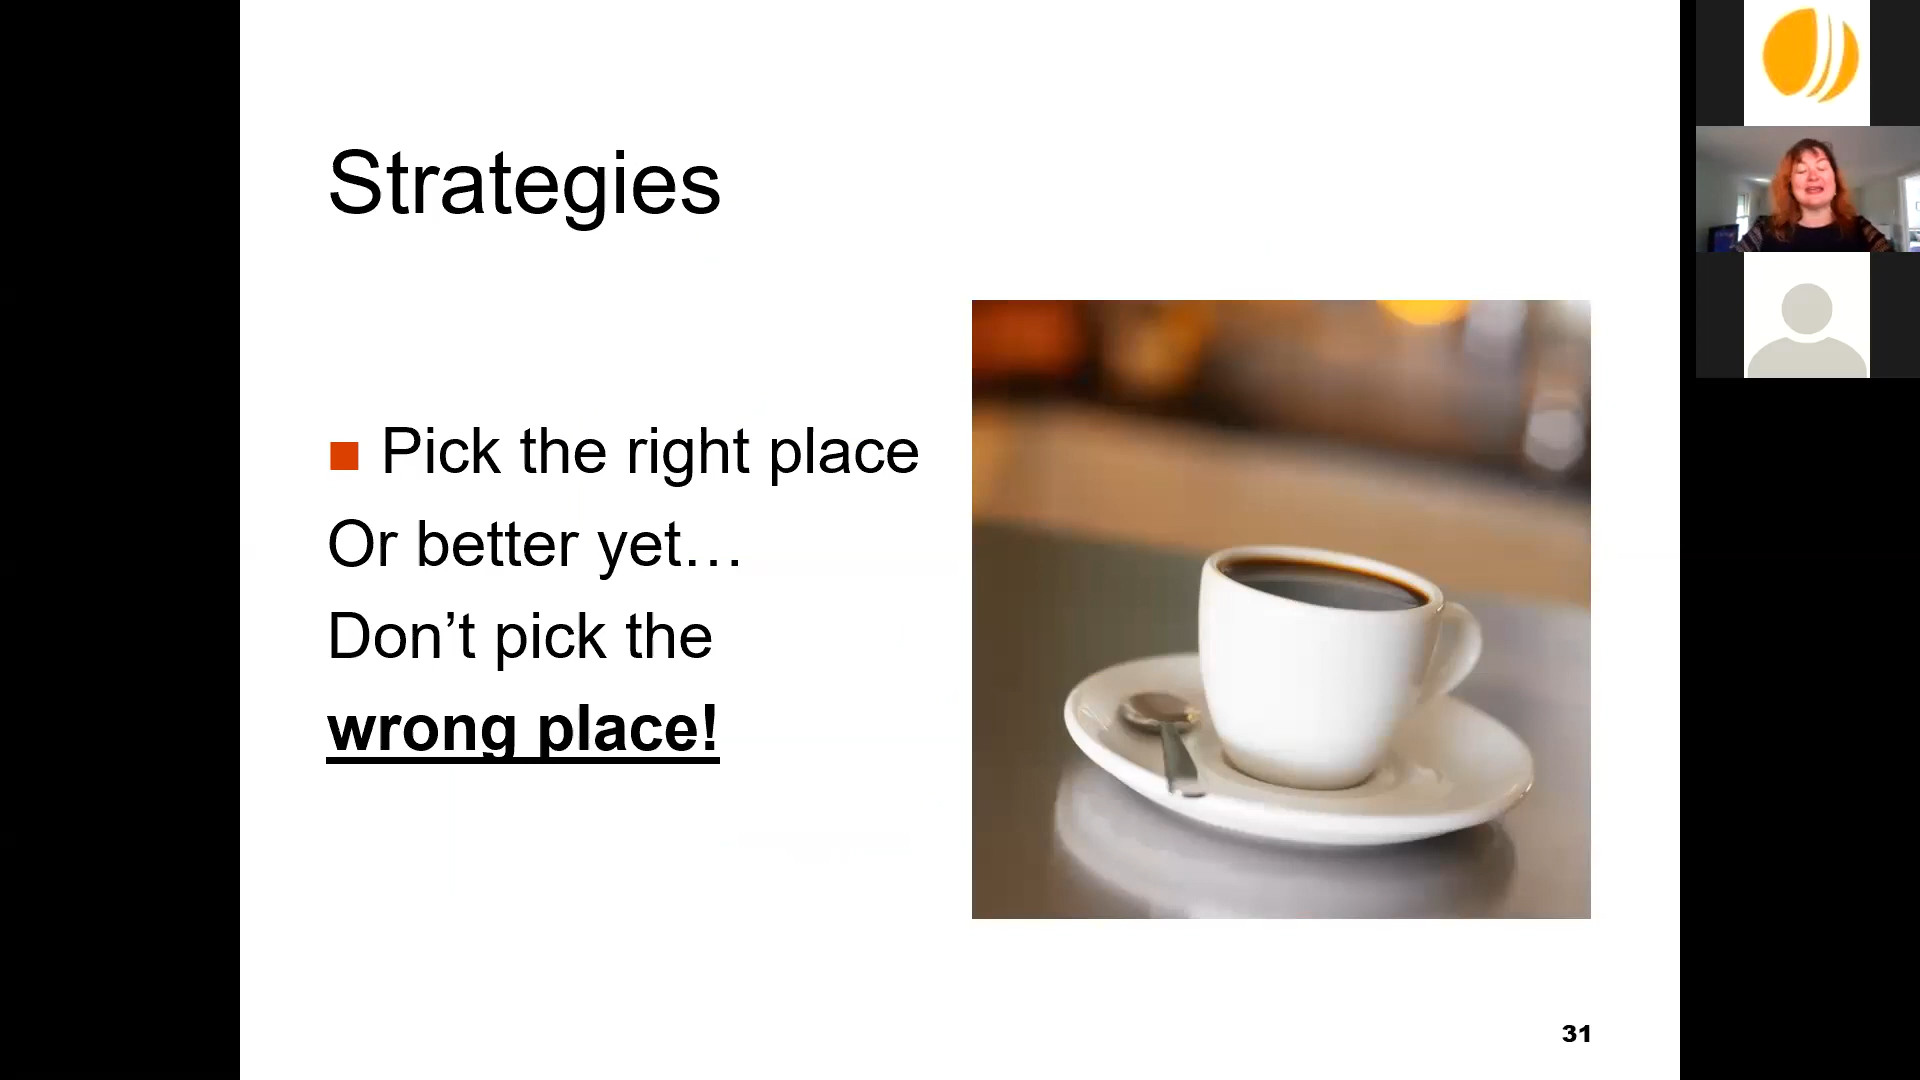 Strategies
Pick the right place
Or better yet…
Don’t pick the
wrong place!
31